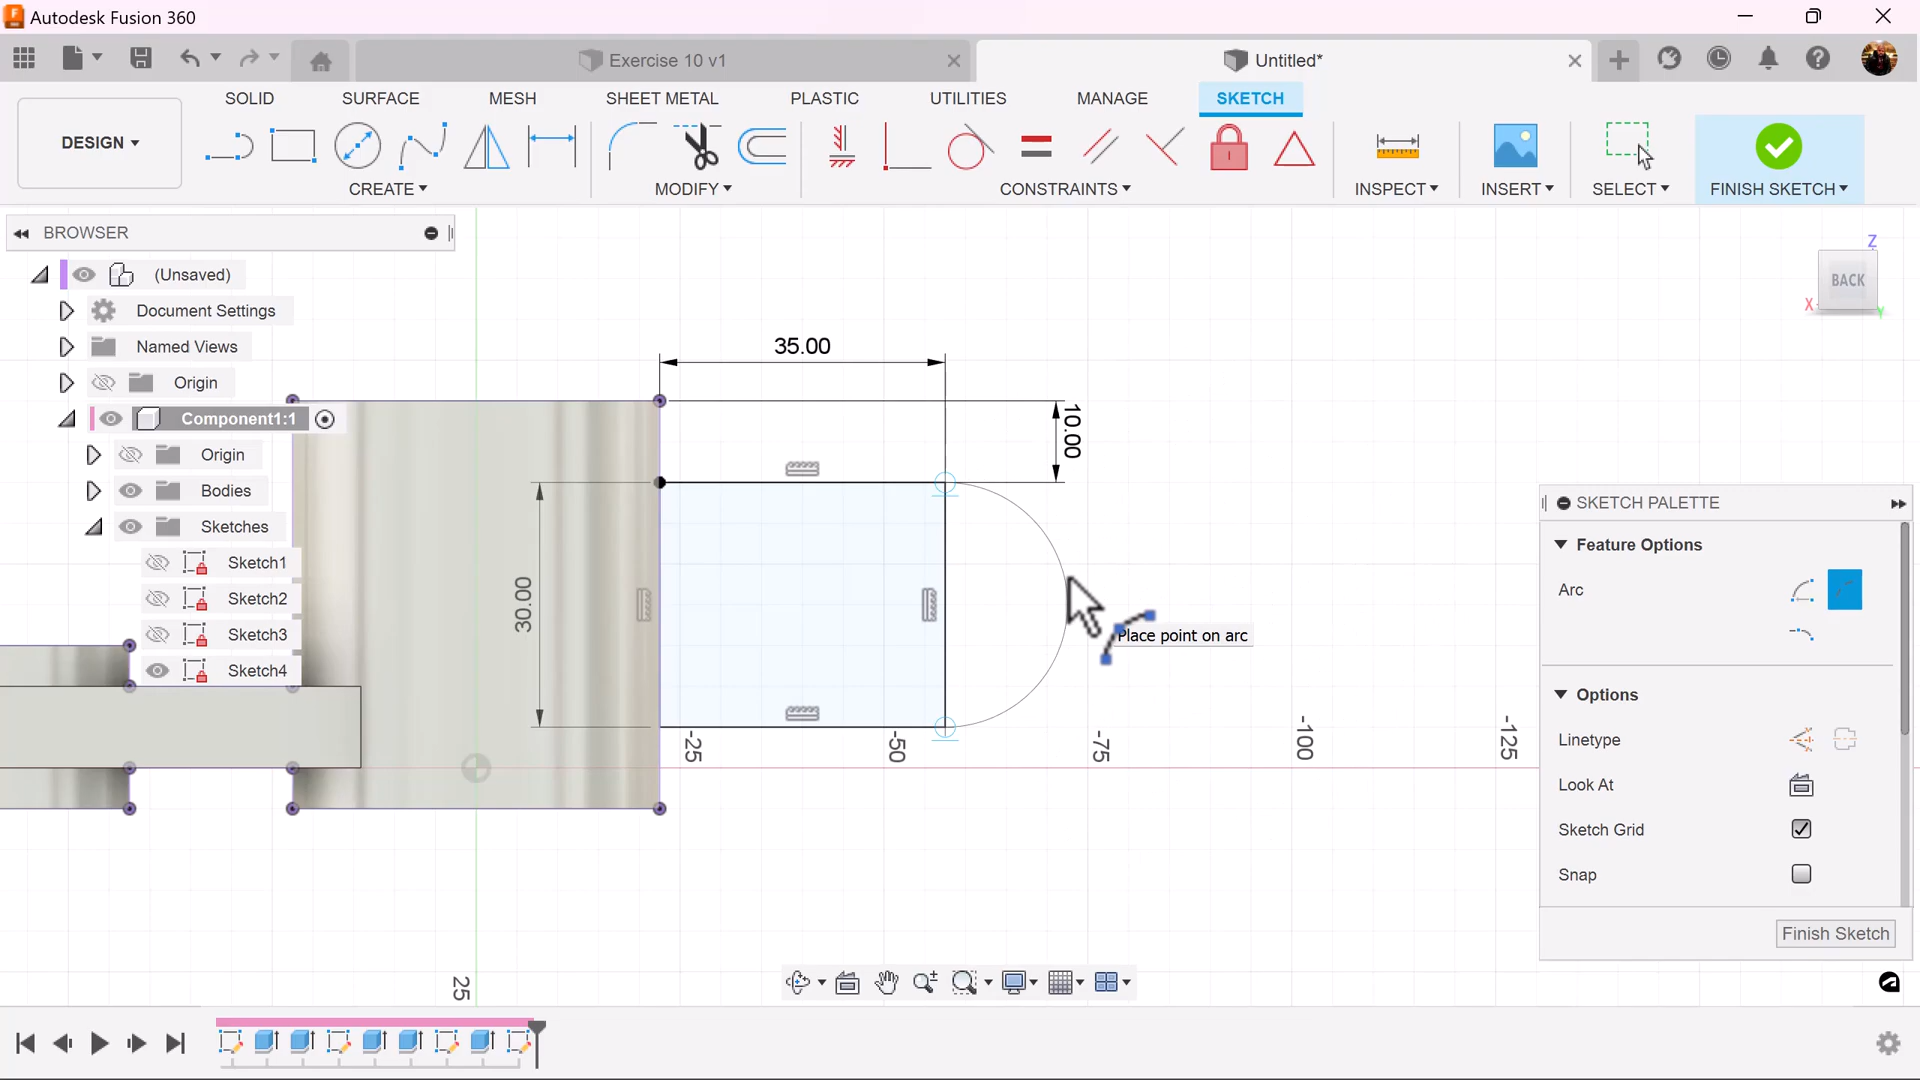 Autodesk Fusion 360
Exercise 10 v1
Untitled*
DESIGN
SOLID
SURFACE
MESH
SHEET METAL
PLASTIC
UTILITIES
MANAGE
SKETCH
CREATE
MODIFY
CONSTRAINTS
INSPECT
INSERT
SELECT
FINISH SKETCH
BROWSER
(Unsaved)
Document Settings
Named Views
Origin
Component1:1
Origin
Bodies
Sketches
Sketch1
Sketch2
Sketch3
Sketch4
Z
BACK
X
Y
35.00
10.00
30.00
Place point on arc
-25
-50
-75
-100
-125
25
SKETCH PALETTE
Feature Options
Arc
Options
Linetype
Look At
Sketch Grid
Snap
Finish Sketch